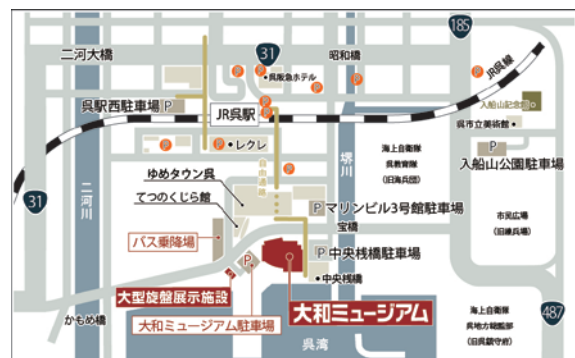 185
二河大橋
31
昭和橋
P
P
P
呉阪急ホテル
P
P
P
JR呉線
呉駅西駐車場 P
P
P
入船山記念館
JR呉駅
呉市立美術館
P
P
レクレ
P
入船山公園駐車場
海上自衛隊
呉教育隊
(旧海兵団)
自由通路
堺川
二河川
P
ゆめタウン呉
てつのくじら館
31
P マリンビル3号館駐車場
市民広場
(旧練兵場)
宝橋
バス乗降場
P 中央桟橋駐車場
P
中央桟橋
大型旋盤展示施設
大和ミュージアム
大和ミュージアム駐車場
かもめ橋
海上自衛隊
呉地方総監部
(旧呉鎮守府)
487
呉湾